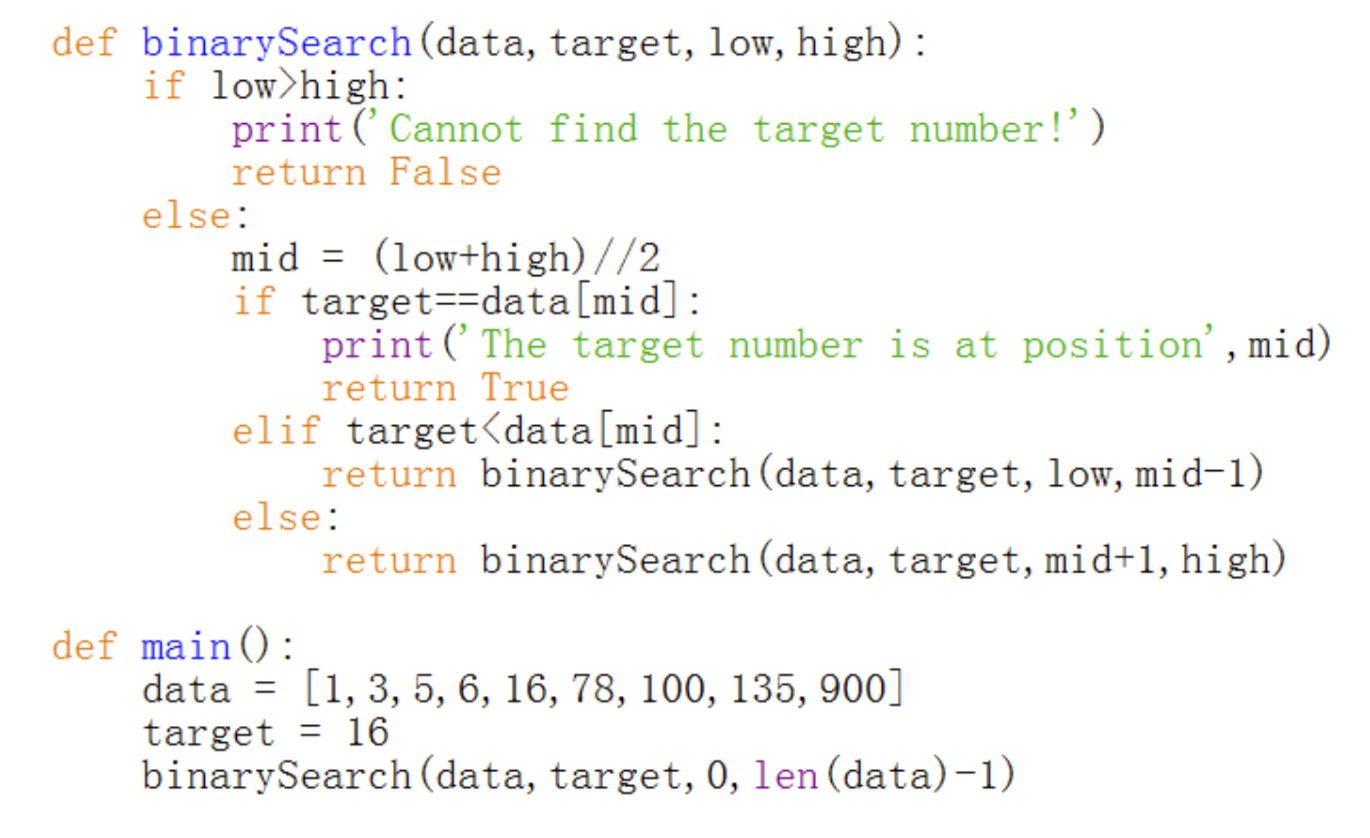 def binarySearch(data, target, low, high):
    if low>high:
        print('Cannot find the target number!')
        return False
    else:
        mid = (low+high)//2
        if target==data[mid]:
            print('The target number is at position', mid)
            return True
        elif target<data[mid]:
            return binarySearch(data, target, low, mid-1)
        else:
            return binarySearch(data, target, mid+1, high)

def main():
    data = [1, 3, 5, 6, 16, 78, 100, 135, 900]
    target = 16
    binarySearch(data, target, 0, len(data)-1)